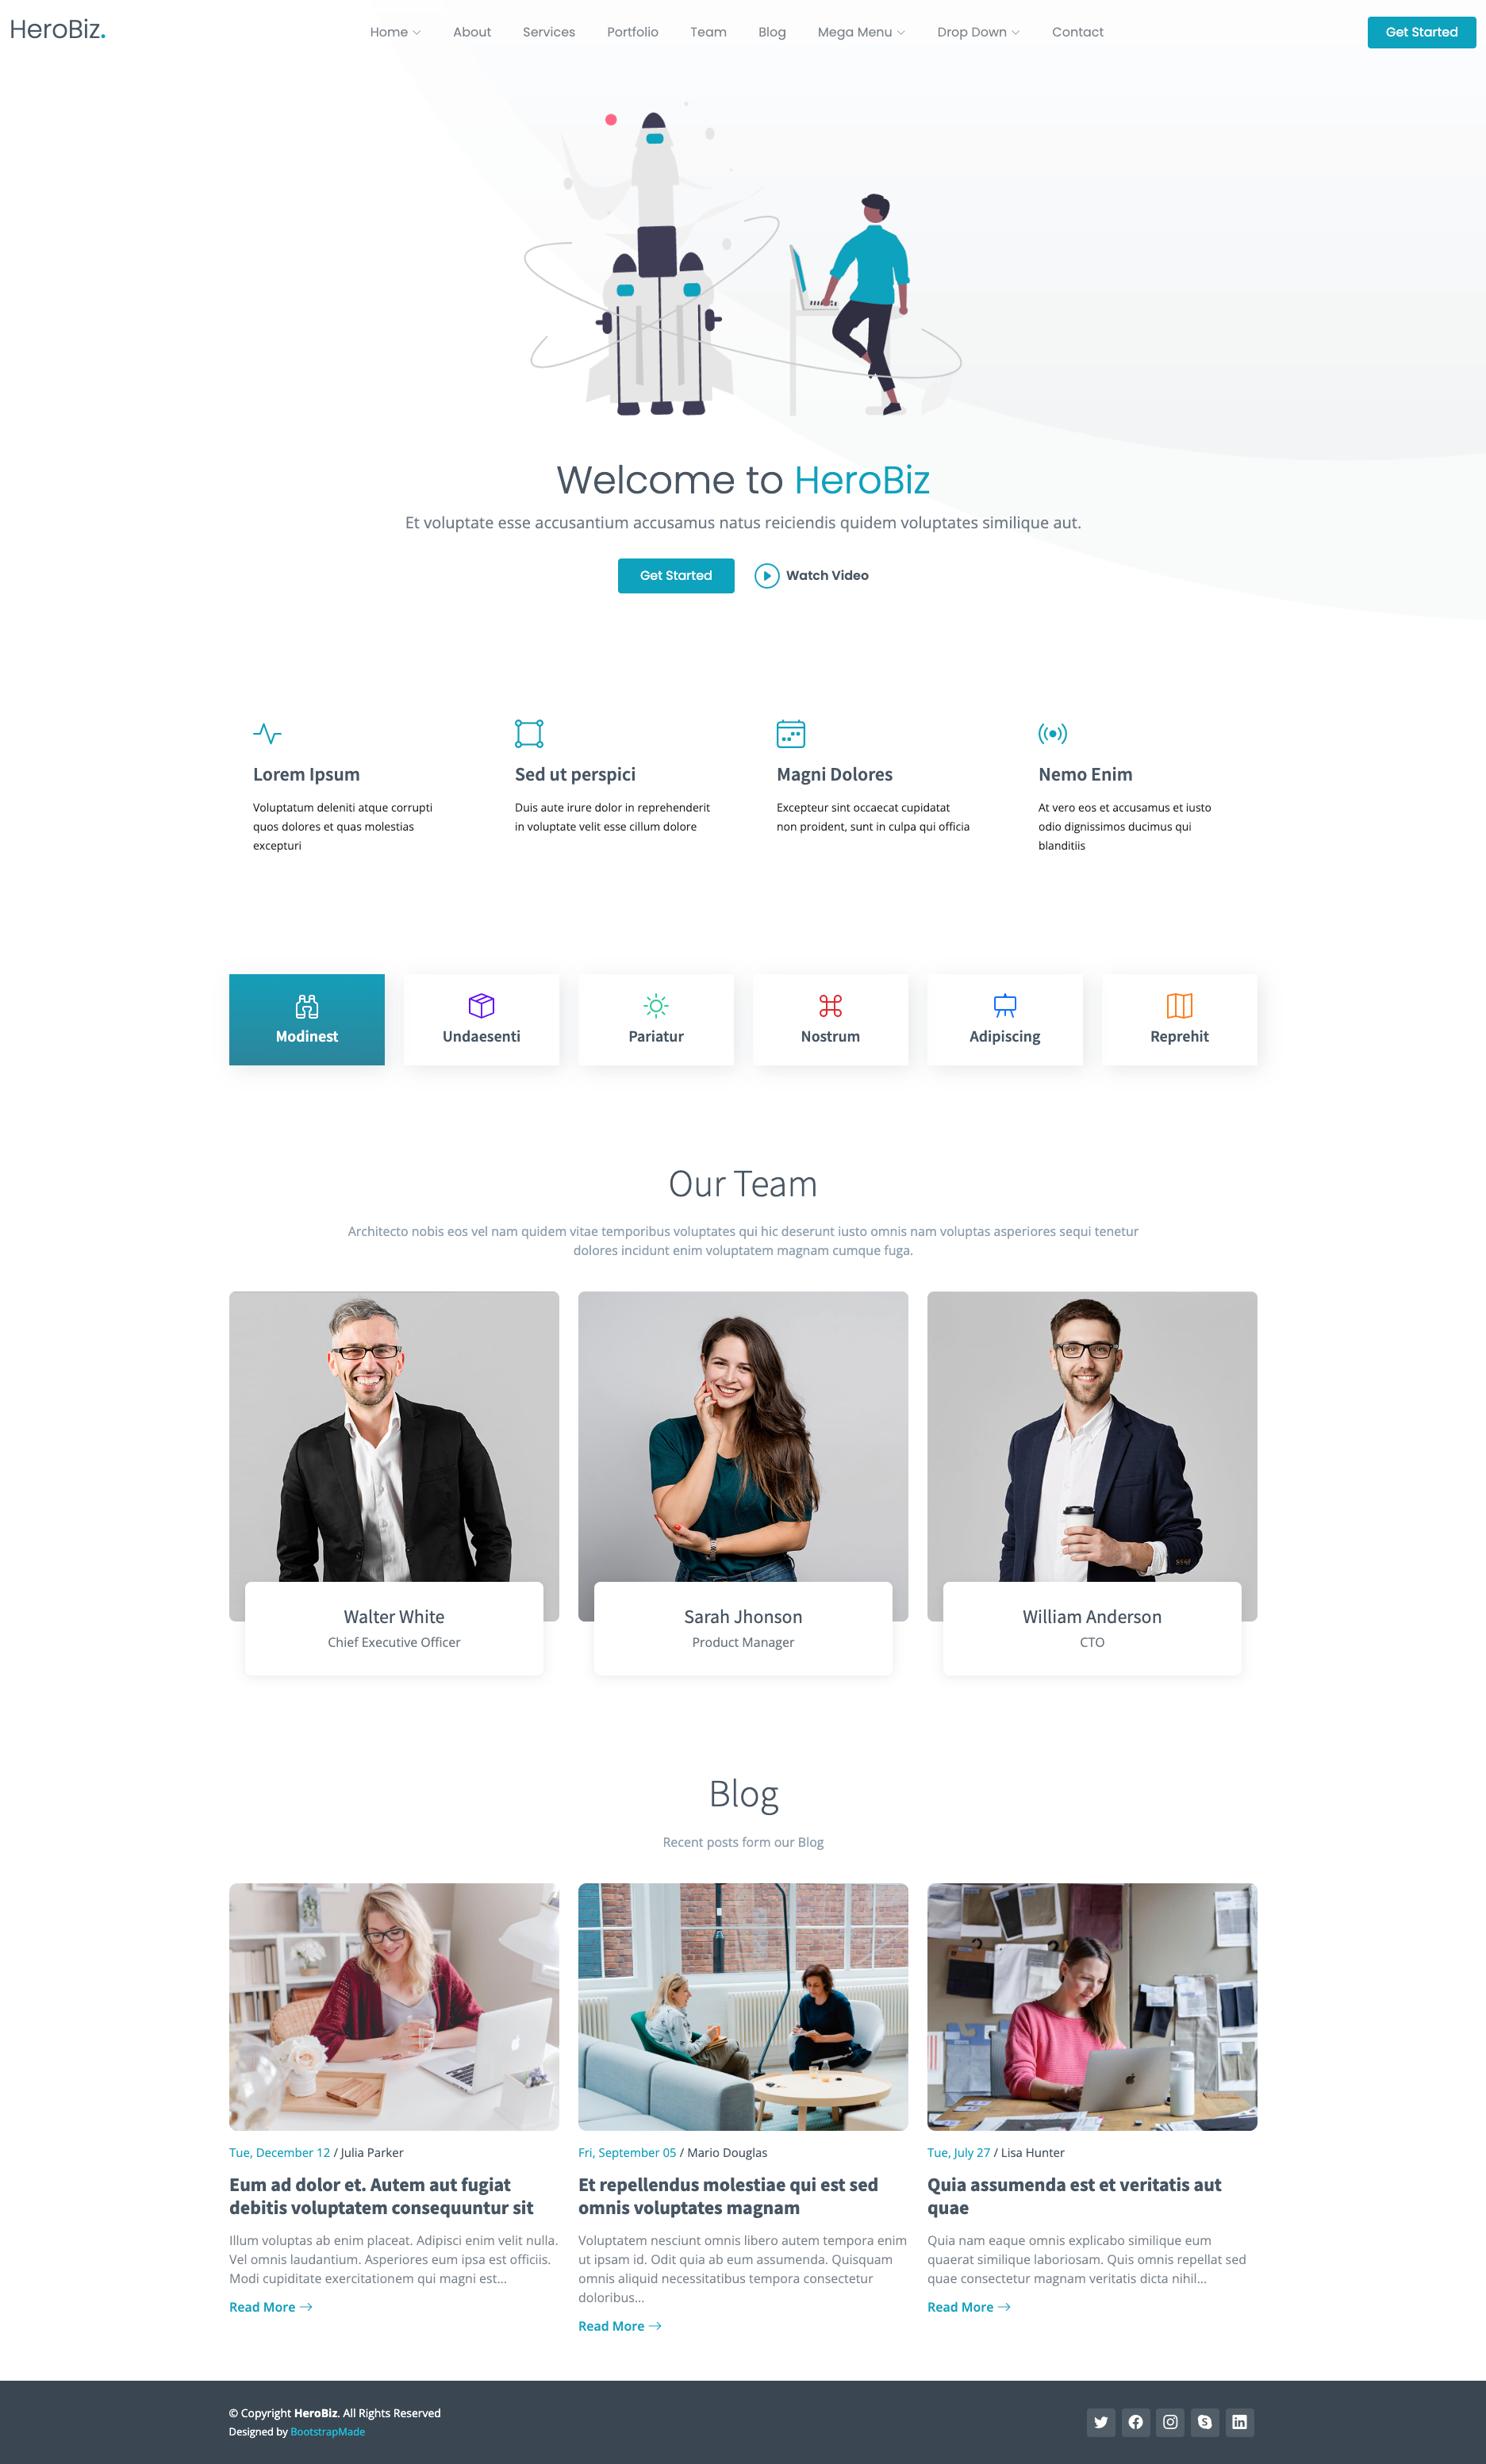 HeroBiz.
Home
About
Services
Portfolio
Team
Blog
Mega Menu
Drop Down
Contact
Get Started
Welcome to HeroBiz
Et voluptate esse accusantium accusamus natus reiciendis quidem voluptates similique aut.
Get Started
Watch Video
Lorem Ipsum
Voluptatum deleniti atque corrupti
quos dolores et quas molestias
excepturi
Sed ut perspici
Duis aute irure dolor in reprehenderit
in voluptate velit esse cillum dolore
Magni Dolores
Excepteur sint occaecat cupidatat
non proident, sunt in culpa qui officia
Nemo Enim
At vero eos et accusamus et iusto
odio dignissimos ducimus qui
blanditiis
Modinest
Undaesenti
Pariatur
Nostrum
Adipiscing
Reprehit
Our Team
Architecto nobis eos vel nam quidem vitae temporibus voluptates qui hic deserunt iusto omnis nam voluptas asperiores sequi tenetur
dolores incidunt enim voluptatem magnam cumque fuga.
Walter White
Chief Executive Officer
Sarah Jhonson
Product Manager
William Anderson
CTO
Blog
Recent posts form our Blog
Tue, December 12 / Julia Parker
Eum ad dolor et. Autem aut fugiat
debitis voluptatem consequuntur sit
Illum voluptas ab enim placeat. Adipisci enim velit nulla.
Vel omnis laudantium. Asperiores eum ipsa est officiis.
Modi cupiditate exercitationem qui magni est...
Read More
Fri, September 05 / Mario Douglas
Et repellendus molestiae qui est sed
omnis voluptates magnam
Voluptatem nesciunt omnis libero autem tempora enim
ut ipsam id. Odit quia ab eum assumenda. Quisquam
omnis aliquid necessitatibus tempora consectetur
doloribus...
Read More
Tue, July 27 / Lisa Hunter
Quia assumenda est et veritatis aut
quae
Quia nam eaque omnis explicabo similique eum
quaerat similique laboriosam. Quis omnis repellat sed
quae consectetur magnam veritatis dicta nihil...
Read More
© Copyright HeroBiz. All Rights Reserved
Designed by BootstrapMade